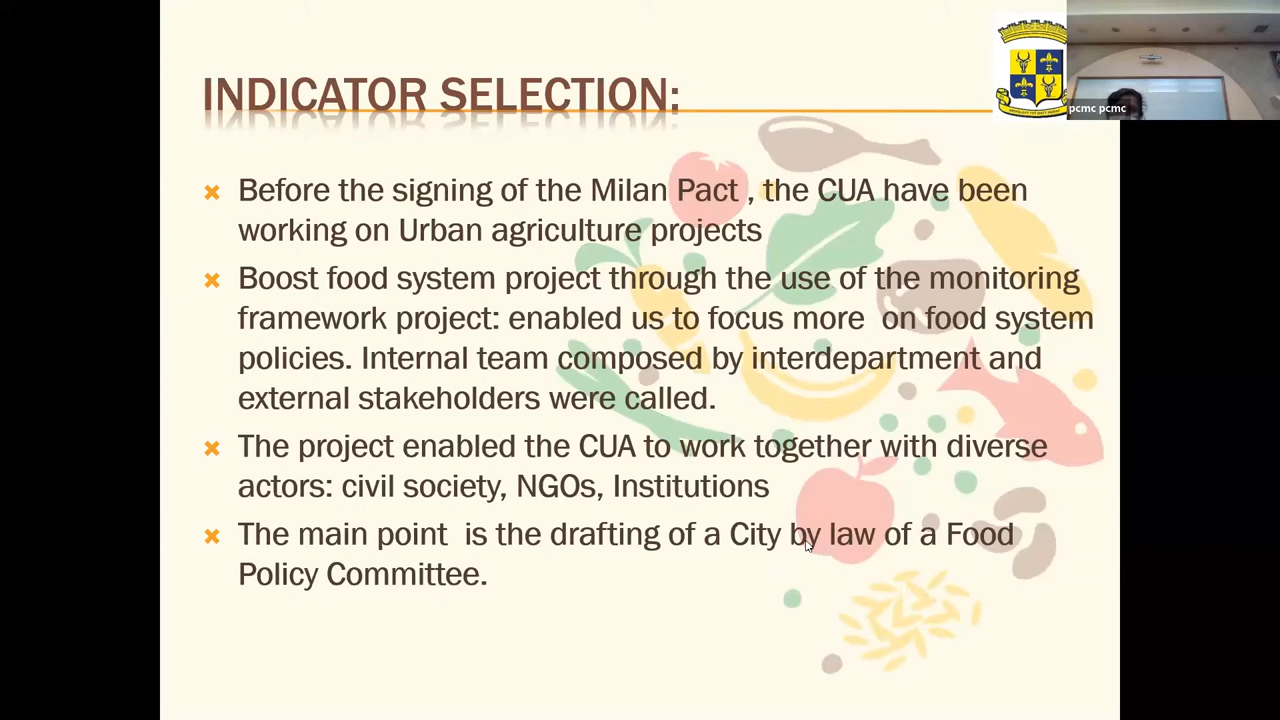 INDICATOR SELECTION:
pcmc pcmc
Before the signing of the Milan Pact , the CUA have been
working on Urban agriculture projects
Boost food system project through the use of the monitoring
framework project: enabled us to focus more  on food system
policies. Internal team composed by interdepartment and
external stakeholders were called.
The project enabled the CUA to work together with diverse
actors: civil society, NGOs, Institutions
The main point  is the drafting of a City by law of a Food
Policy Committee.